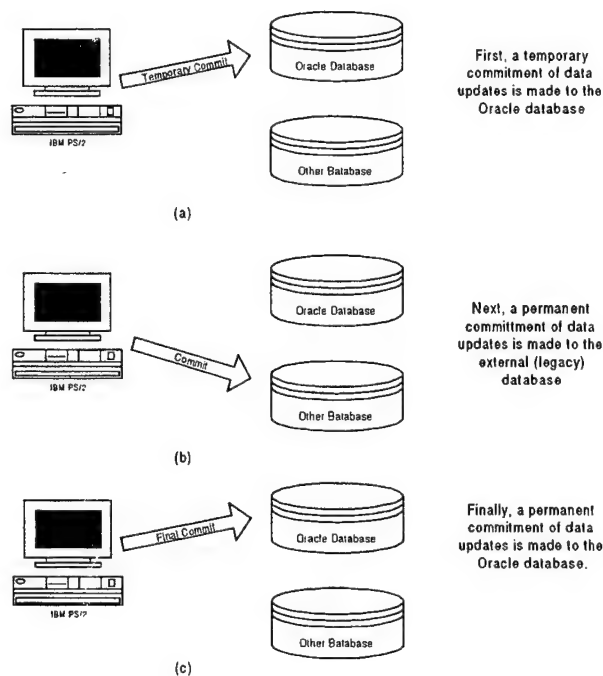 Temporary Commit
Oracle Database
IBM PS/2
Other Batabase
First, a temporary
commitment of data
updates is made to the
Oracle database
(a)
Oracle Database
Commit
IBM PS/2
Other Batabase
Next, a permanent
committment of data
updates is made to the
external (legacy)
database
(b)
Final Commit
Oracle Database
IBM PS/2
Other Batabase
Finally, a permanent
commitment of data
updates is made to the
Oracle database.
(c)